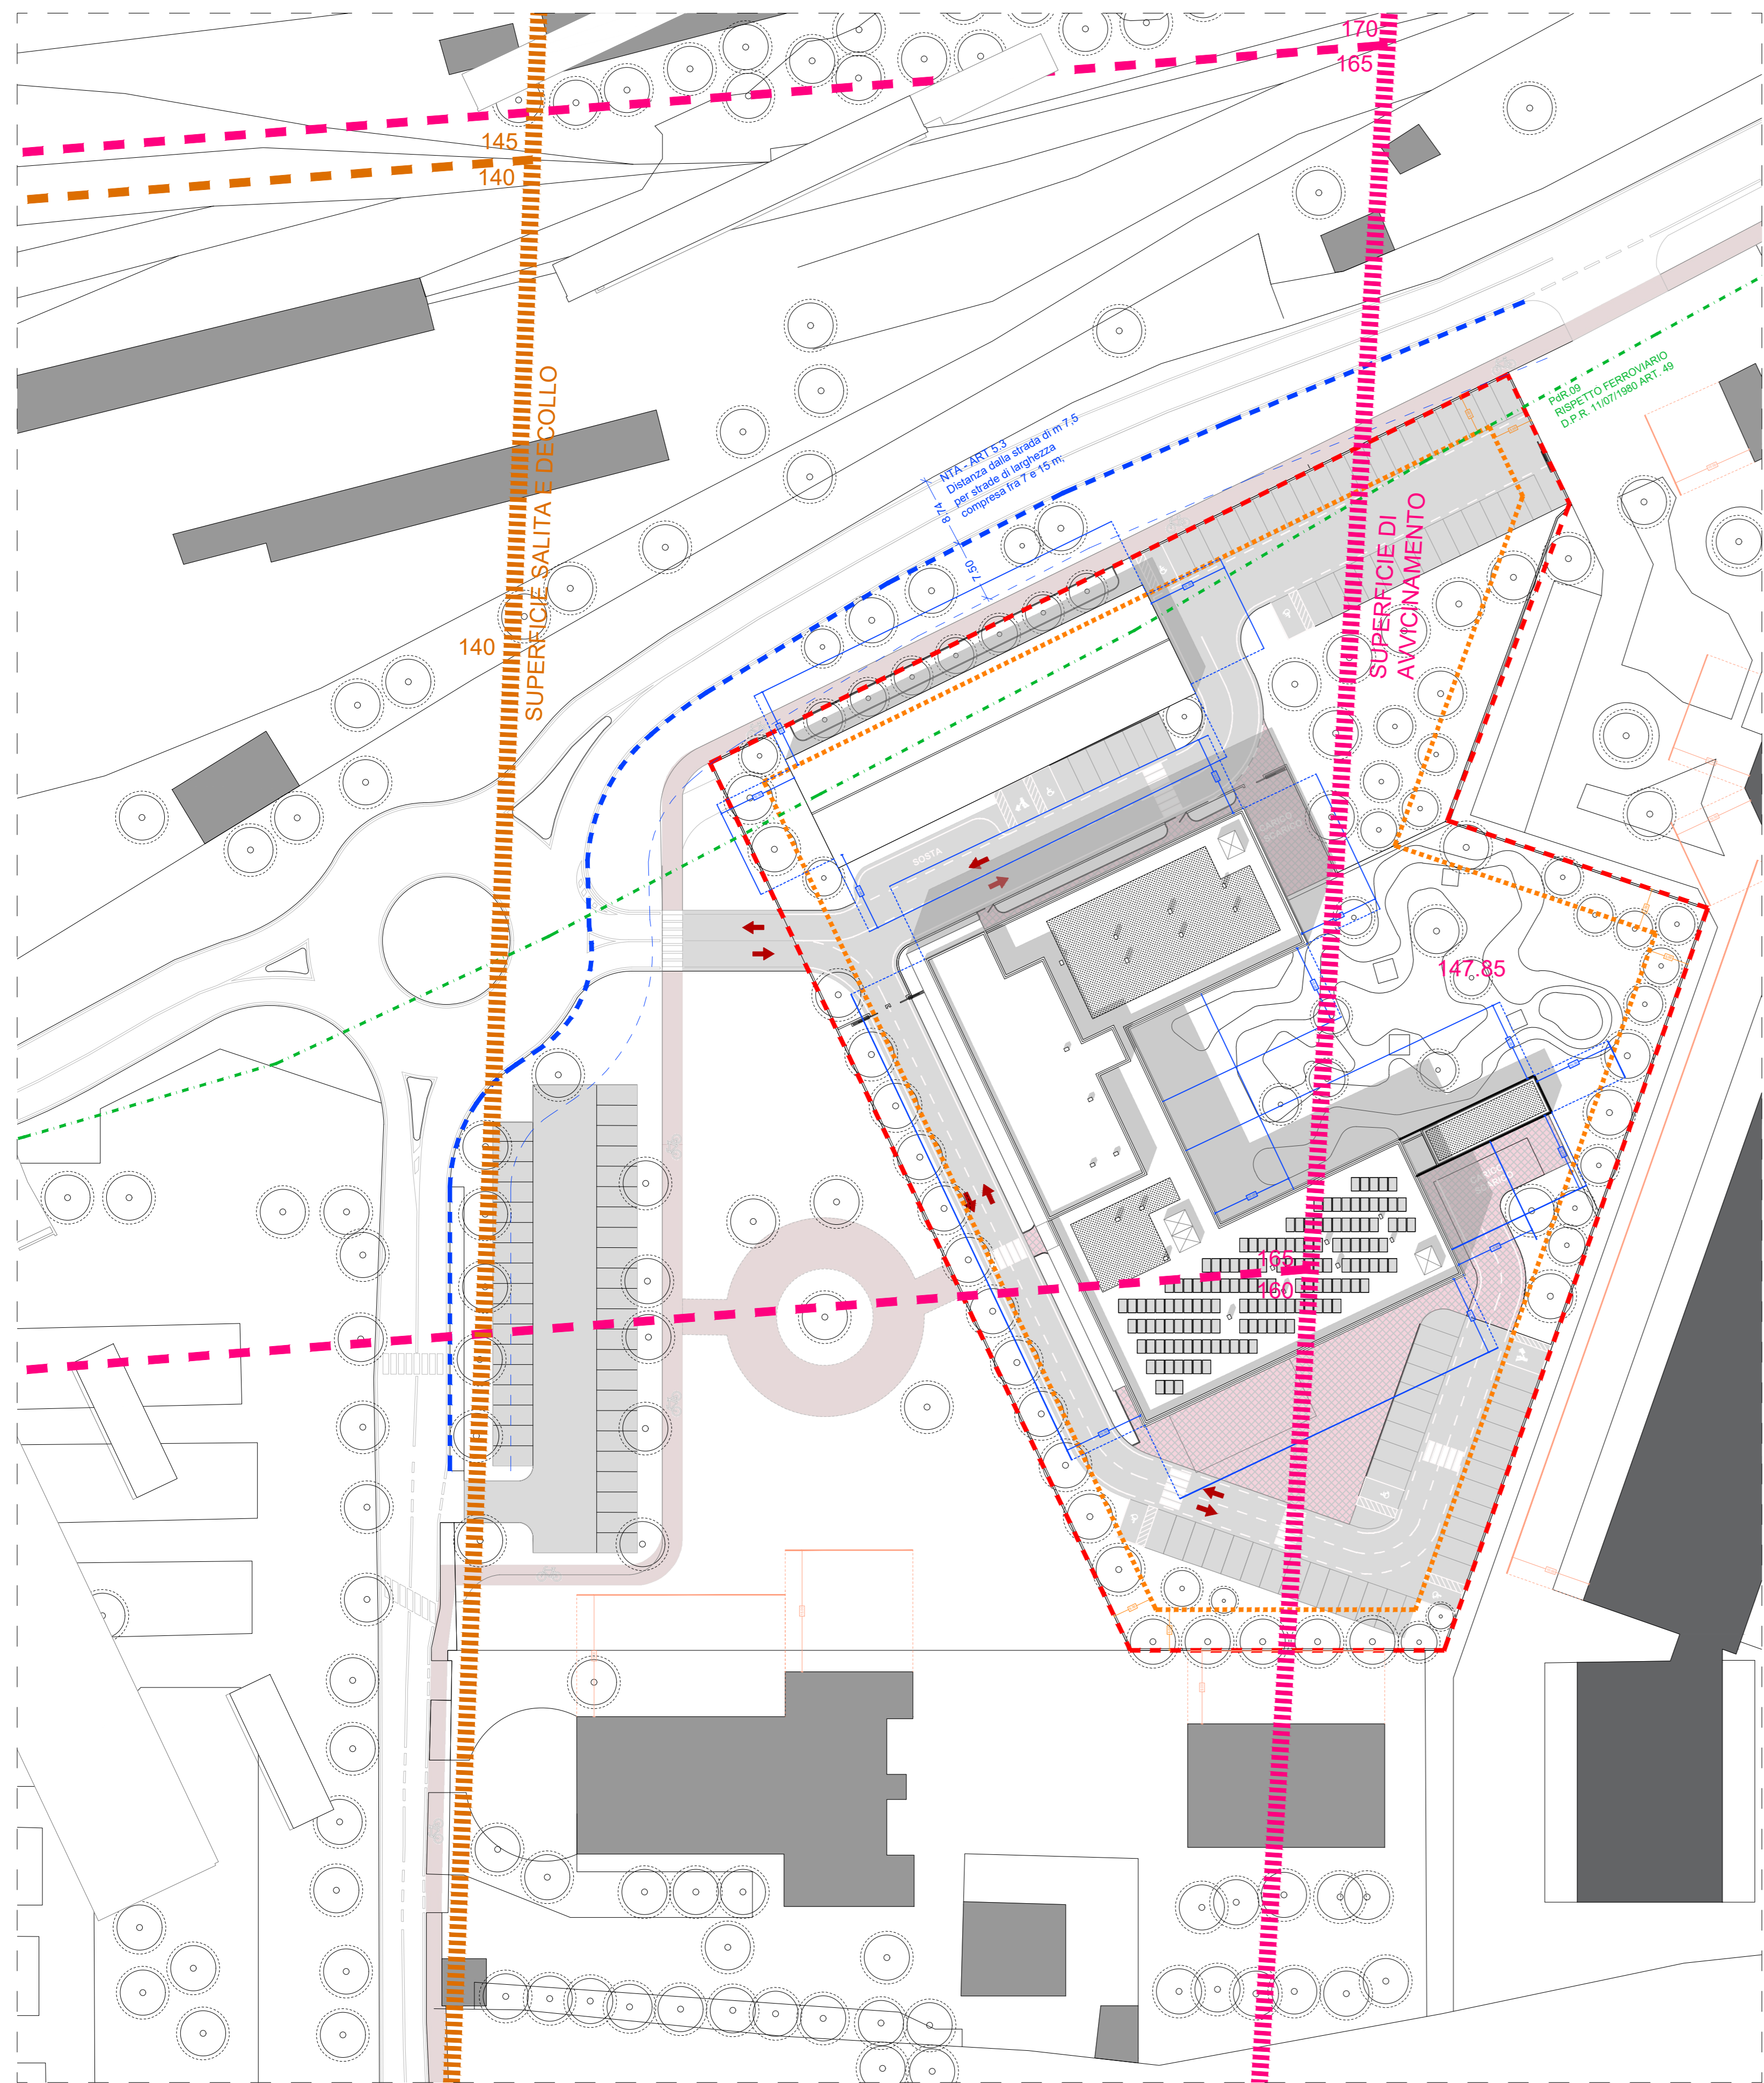 170
165
145
140
SUPERFICIE SALITA E DECOLLO
140
NTA - ART 5.3
Distanza dalla strada di m 7.5
per strade di larghezza
compresa fra 7 e 15 m;
8.74
7.50
PdR.09
RISPETTO FERROVIARIO
D.P.R. 11/07/1980 ART. 49
SUPERFICIE DI
AVVICINAMENTO
SOSTA
147.85
165
160